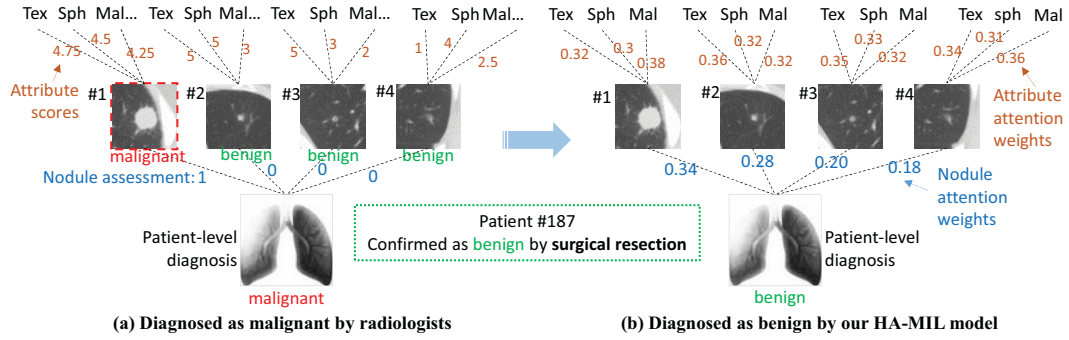 Tex Sph Mal... Tex Sph Mal... Tex Sph Mal... Tex Sph Mal...
4.75 4.5 4.25 5 5 3 5 3 2 1 4 2.5
Attribute
scores
#1 #2 #3 #4
malignant benign benign benign
Nodule assessment: 1 0 0 0
Patient-level
diagnosis
malignant
(a) Diagnosed as malignant by radiologists
Patient #187
Confirmed as benign by surgical resection
Tex Sph Mal Tex Sph Mal Tex Sph Mal Tex sph Mal
0.32 0.3 0.38 0.36 0.32 0.32 0.35 0.33 0.32 0.34 0.31 0.36
#1 #2 #3 #4
Attribute
attention
weights
0.34 0.28 0.20 0.18
Nodule
attention
weights
Patient-level
diagnosis
benign
(b) Diagnosed as benign by our HA-MIL model